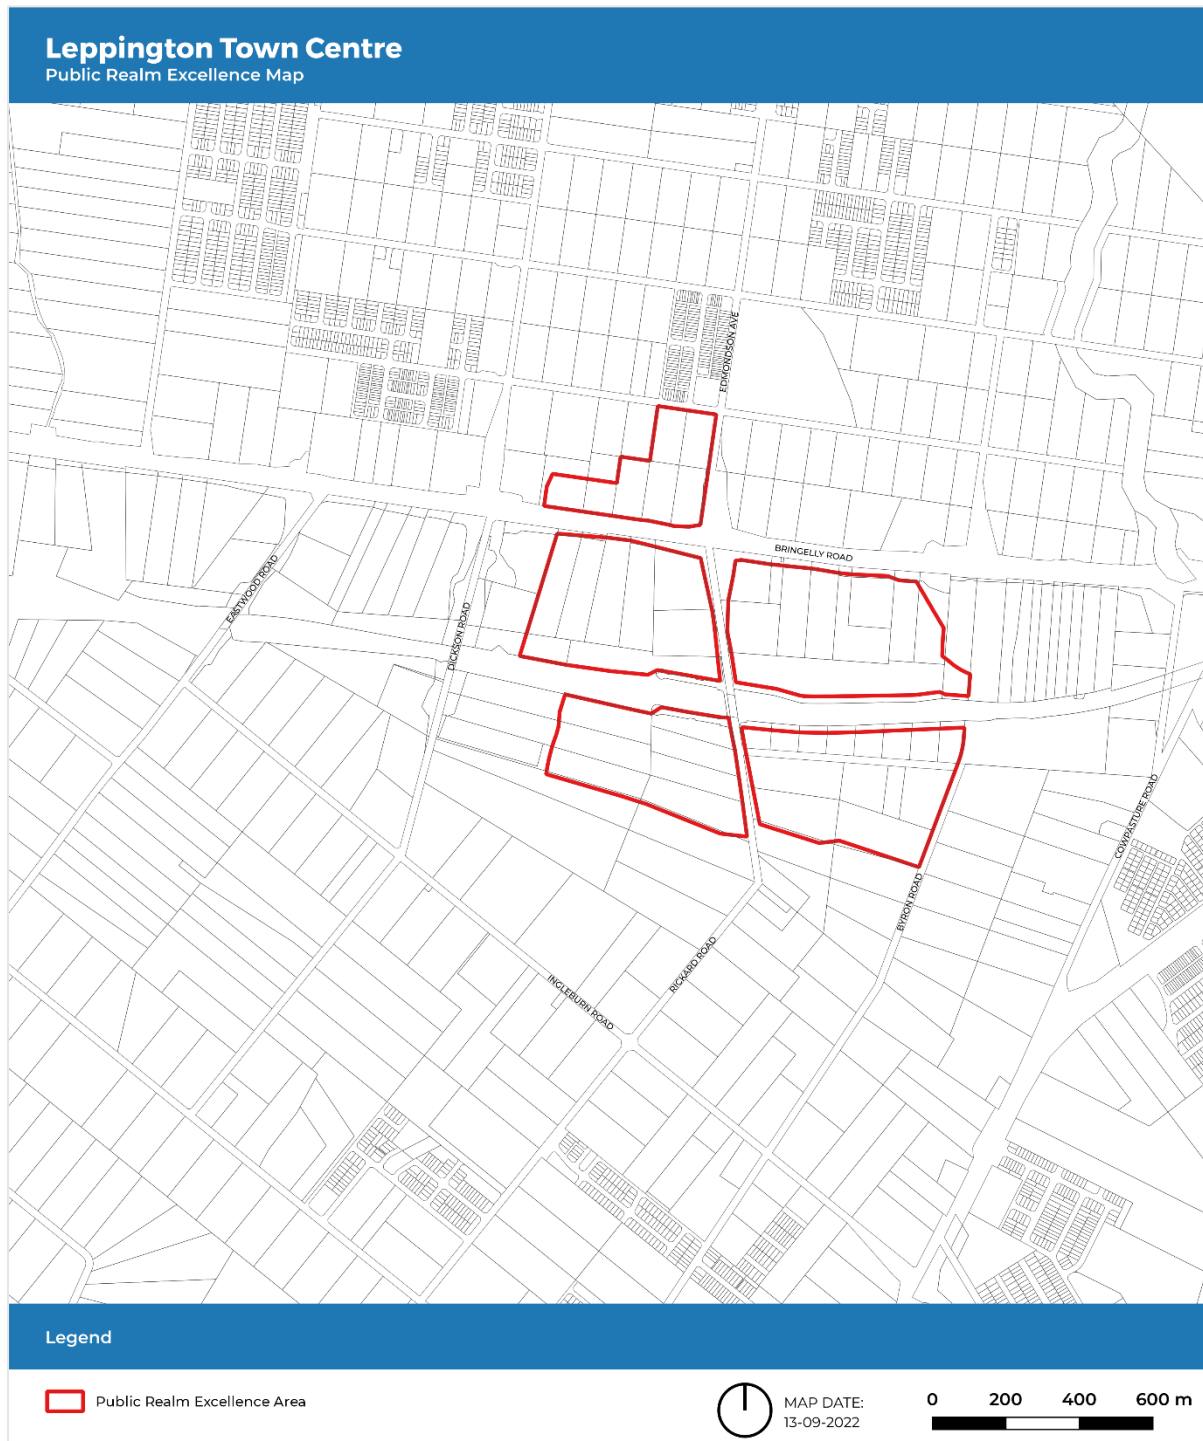 Leppington Town Centre
Public Realm Excellence Map
EDMONDSON AVE
BRINGELLY ROAD
EASTWOOD ROAD
DICKSON ROAD
COWPASTURE ROAD
BYRON ROAD
RICKARD ROAD
INGLEBURN ROAD
Legend
Public Realm Excellence Area
MAP DATE:
13-09-2022
0 200 400 600 m